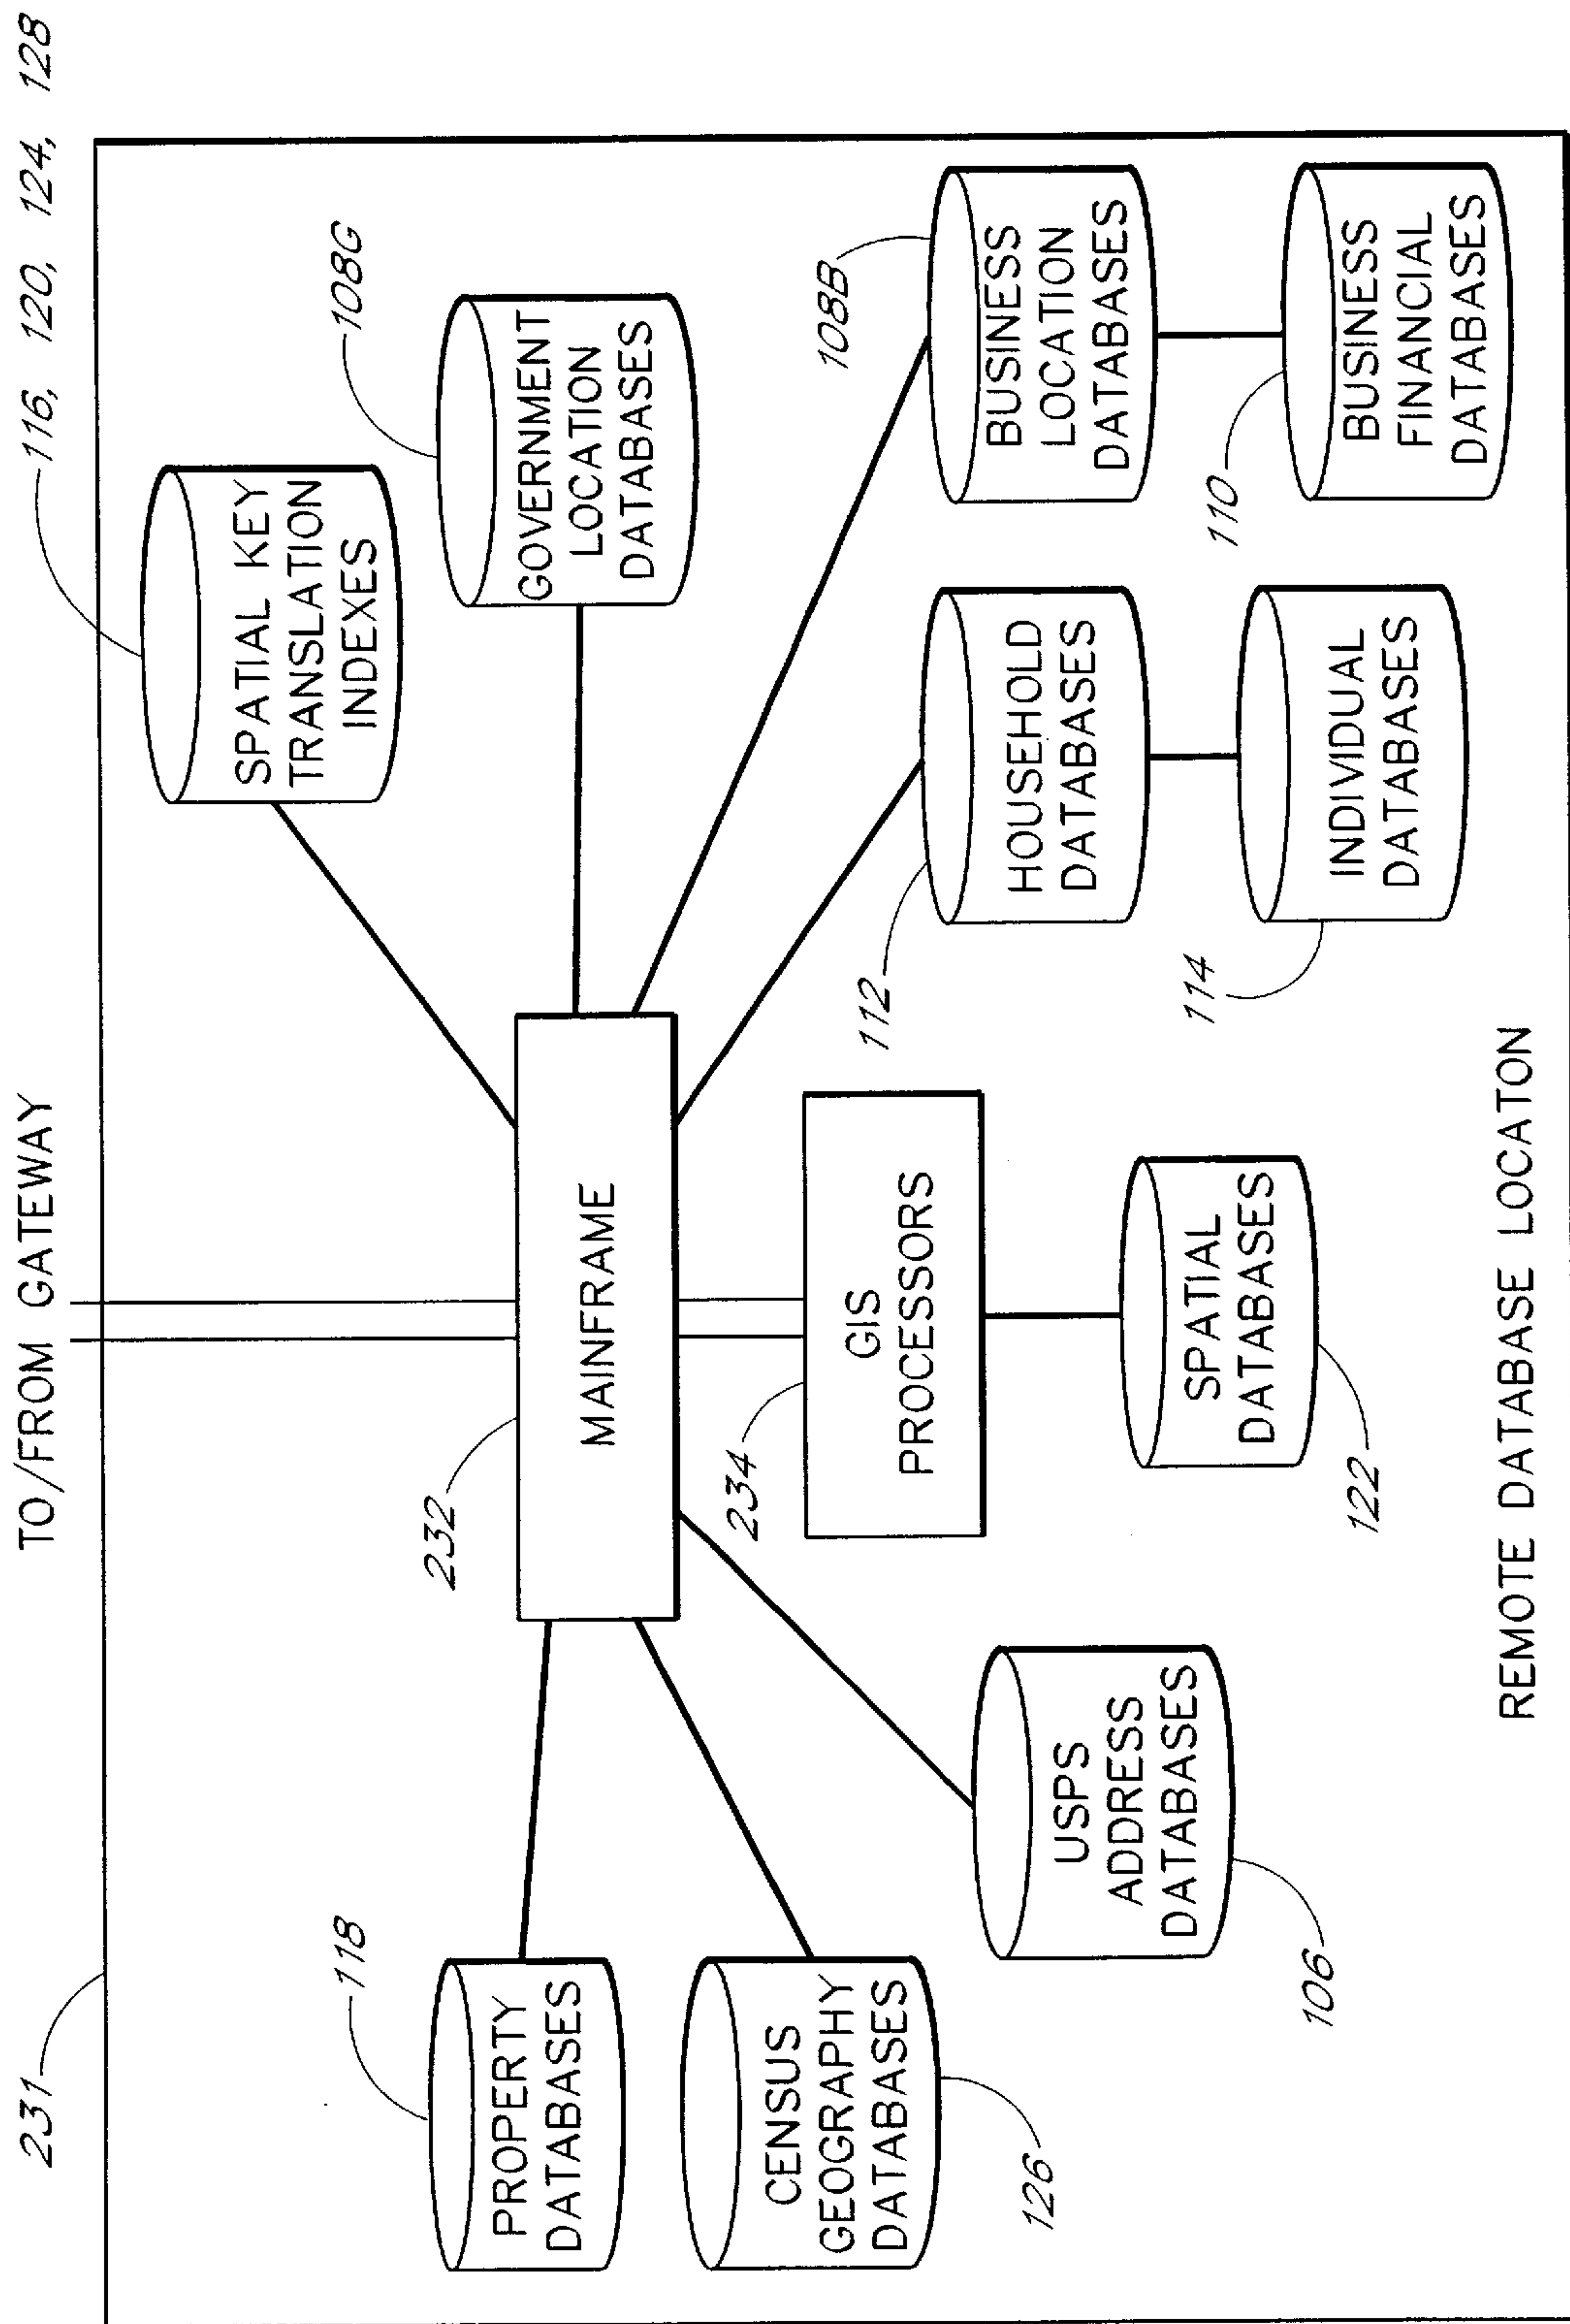 TO/FROM GATEWAY
231
116, 120, 124, 128
SPATIAL KEY
TRANSLATION
INDEXES
118
PROPERTY
DATABASES
232
MAINFRAME
108G
GOVERNMENT
LOCATION
DATABASES
CENSUS
GEOGRAPHY
DATABASES
126
234
GIS
PROCESSORS
108B
BUSINESS
LOCATION
DATABASES
USPS
ADDRESS
DATABASES
106
112
HOUSEHOLD
DATABASES
SPATIAL
DATABASES
122
114
INDIVIDUAL
DATABASES
110
BUSINESS
FINANCIAL
DATABASES
REMOTE DATABASE LOCATON